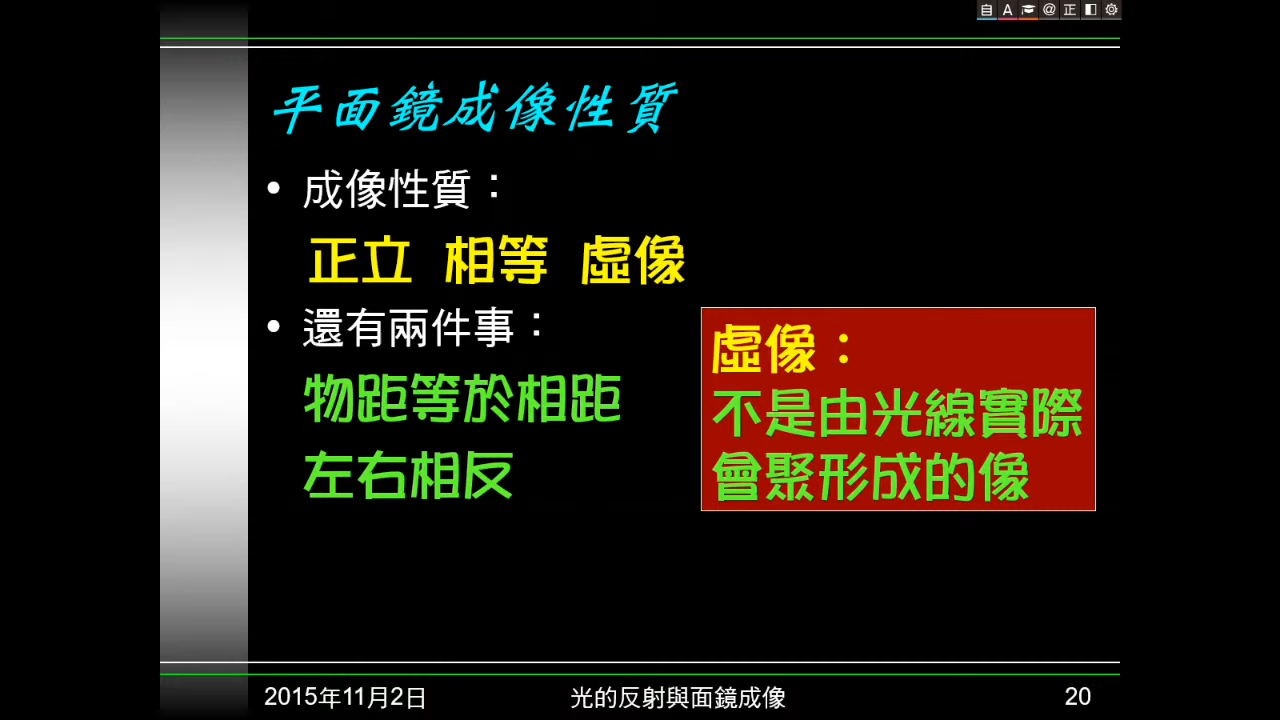 自 A @ 正
平面鏡成像性質
• 成像性質：
正立 相等 虛像
• 還有兩件事：
物距等於相距
左右相反
虛像：
不是由光線實際
曾聚形成的像
2015年11月2日 光的反射與面鏡成像 20